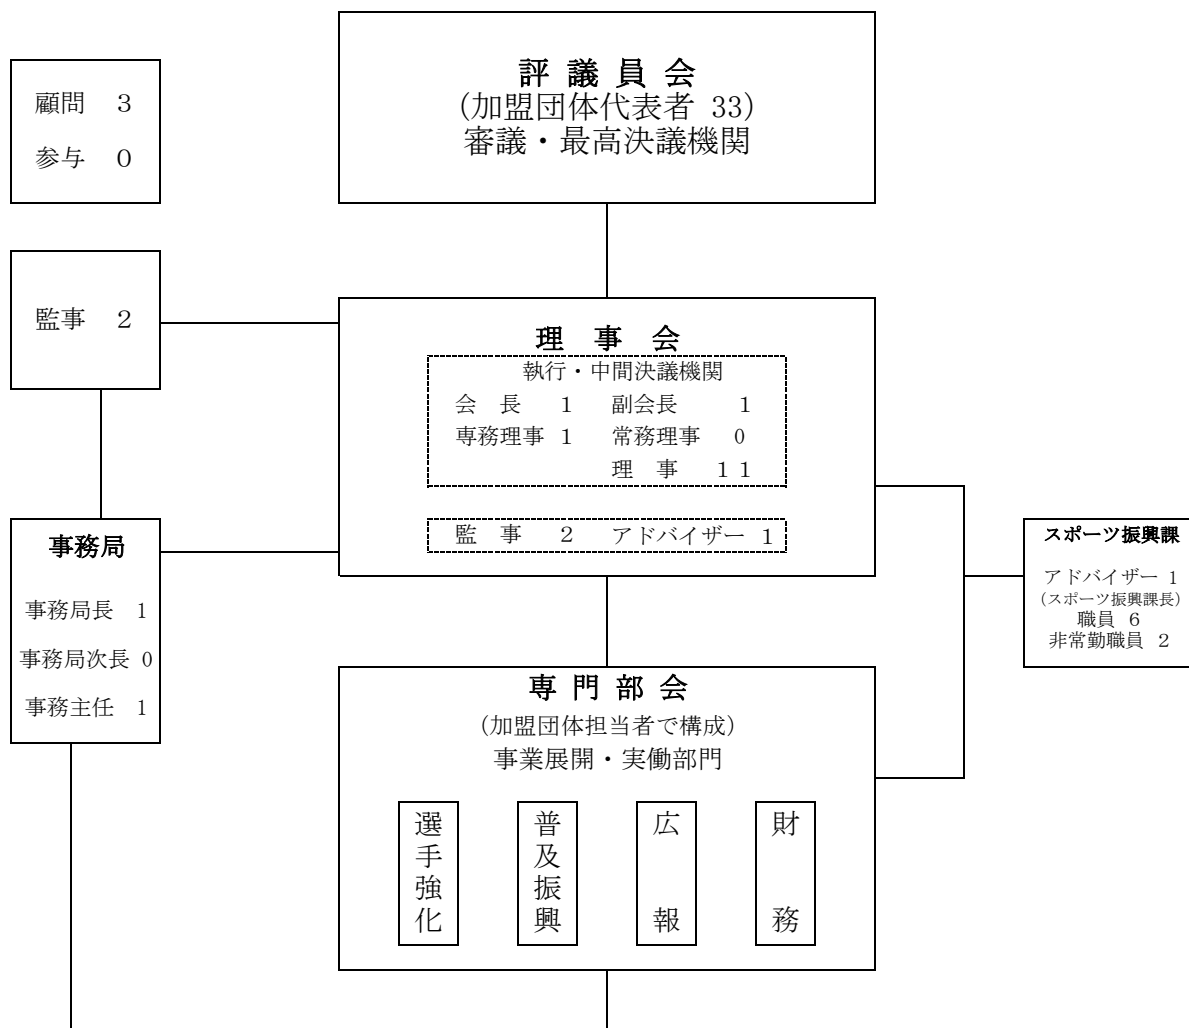 評 議 員 会
(加盟団体代表者 33)
審議・最高決議機関
顧問 3
参与 0
監事 2
理 事 会
執行・中間決議機関
会 長 1 副会長 1
専務理事 1 常務理事 0
理 事 11
監 事 2 アドバイザー 1
事務局
事務局長 1
事務局次長 0
事務主任 1
スポーツ振興課
アドバイザー 1
(スポーツ振興課長)
職員 6
非常勤職員 2
専 門 部 会
(加盟団体担当者で構成)
事業展開・実働部門
選手強化
普及振興
広報
財務